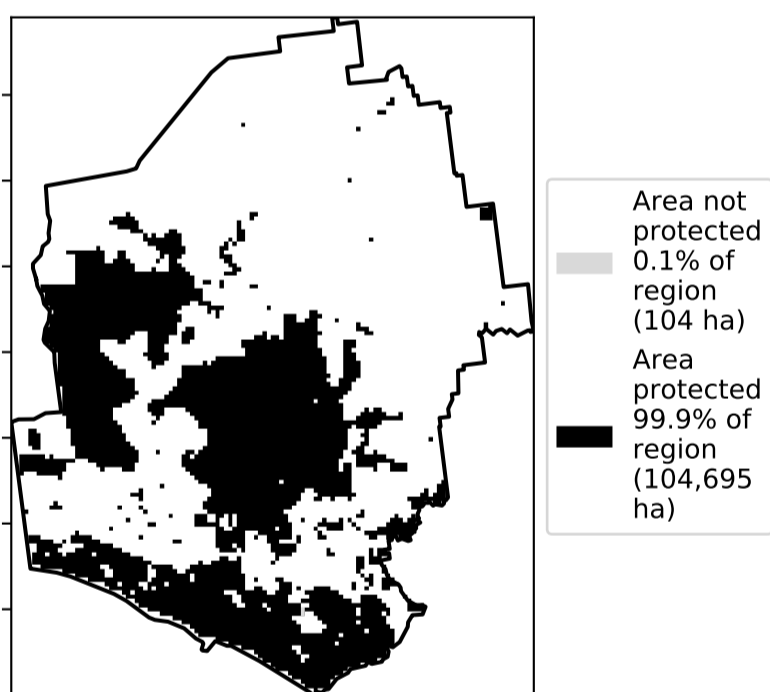 Area not
protected
0.1% of
region
(104 ha)
Area
protected
99.9% of
region
(104,695
ha)